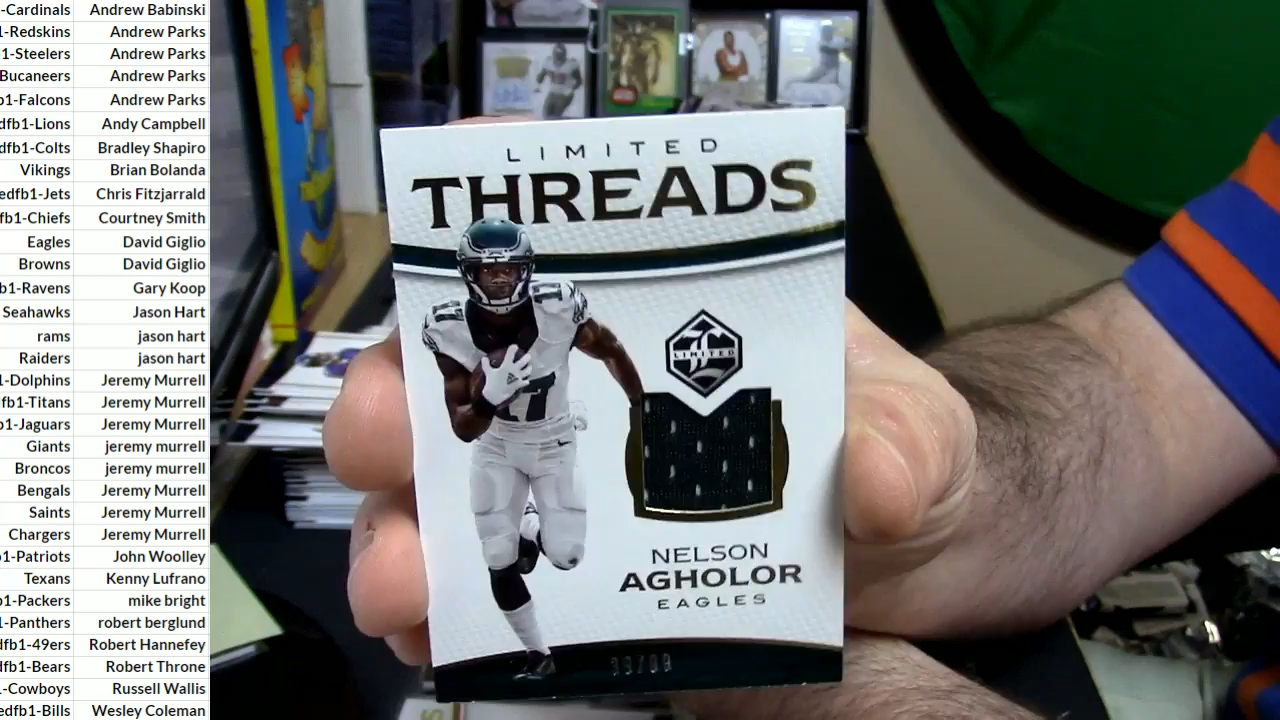 -Cardinals Andrew Babinski
1-Redskins Andrew Parks
1-Steelers Andrew Parks
Bucaneers Andrew Parks
b1-Falcons Andrew Parks
dfb1-Lions Andy Campbell
dfb1-Colts Bradley Shapiro
Vikings Brian Bolanda
edfb1-Jets Chris Fitzjarrald
fb1-Chiefs Courtney Smith
Eagles David Giglio
Browns David Giglio
b1-Ravens Gary Koop
Seahawks Jason Hart
rams jason hart
Raiders jason hart
1-Dolphins Jeremy Murrell
fb1-Titans Jeremy Murrell
b1-Jaguars Jeremy Murrell
Giants jeremy murrell
Broncos jeremy murrell
Bengals Jeremy Murrell
Saints Jeremy Murrell
Chargers Jeremy Murrell
b1-Patriots John Woolley
Texans Kenny Lufrano
b1-Packers mike bright
1-Panthers robert berglund
dfb1-49ers Robert Hannefey
dfb1-Bears Robert Throne
-Cowboys Russell Wallis
edfb1-Bills Wesley Coleman
LIMITED
THREADS
17
17
LIMITED
NELSON
AGHOLOR
EAGLES